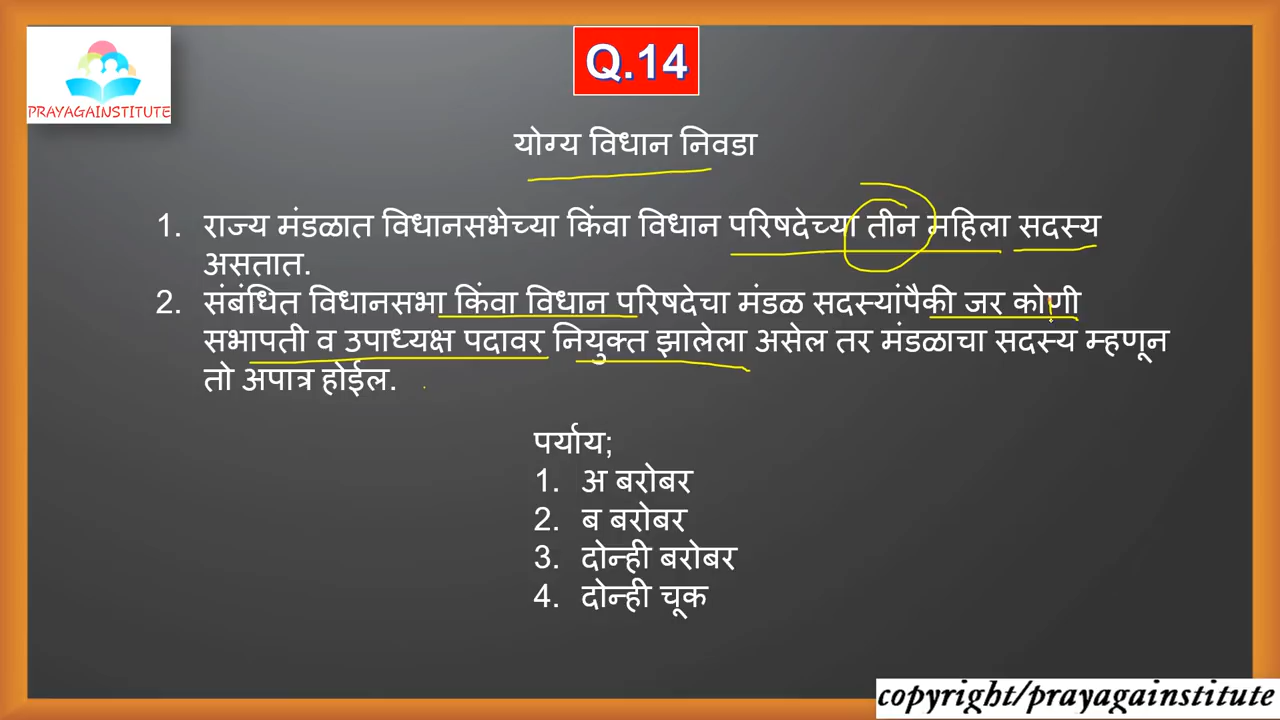 PRAYAGAINSTITUTE
Q.14
योग्य विधान निवडा
1. राज्य मंडळात विधानसभेच्या किंवा विधान परिषदेच्या तीन महिला सदस्य
असतात.
2. संबंधित विधानसभा किंवा विधान परिषदेचा मंडळ सदस्यांपैकी जर कोणी
सभापती व उपाध्यक्ष पदावर नियुक्त झालेला असेल तर मंडळाचा सदस्य म्हणून
तो अपात्र होईल.
पर्याय;
1. अ बरोबर
2. ब बरोबर
3. दोन्ही बरोबर
4. दोन्ही चूक
copyright/prayagainstitute